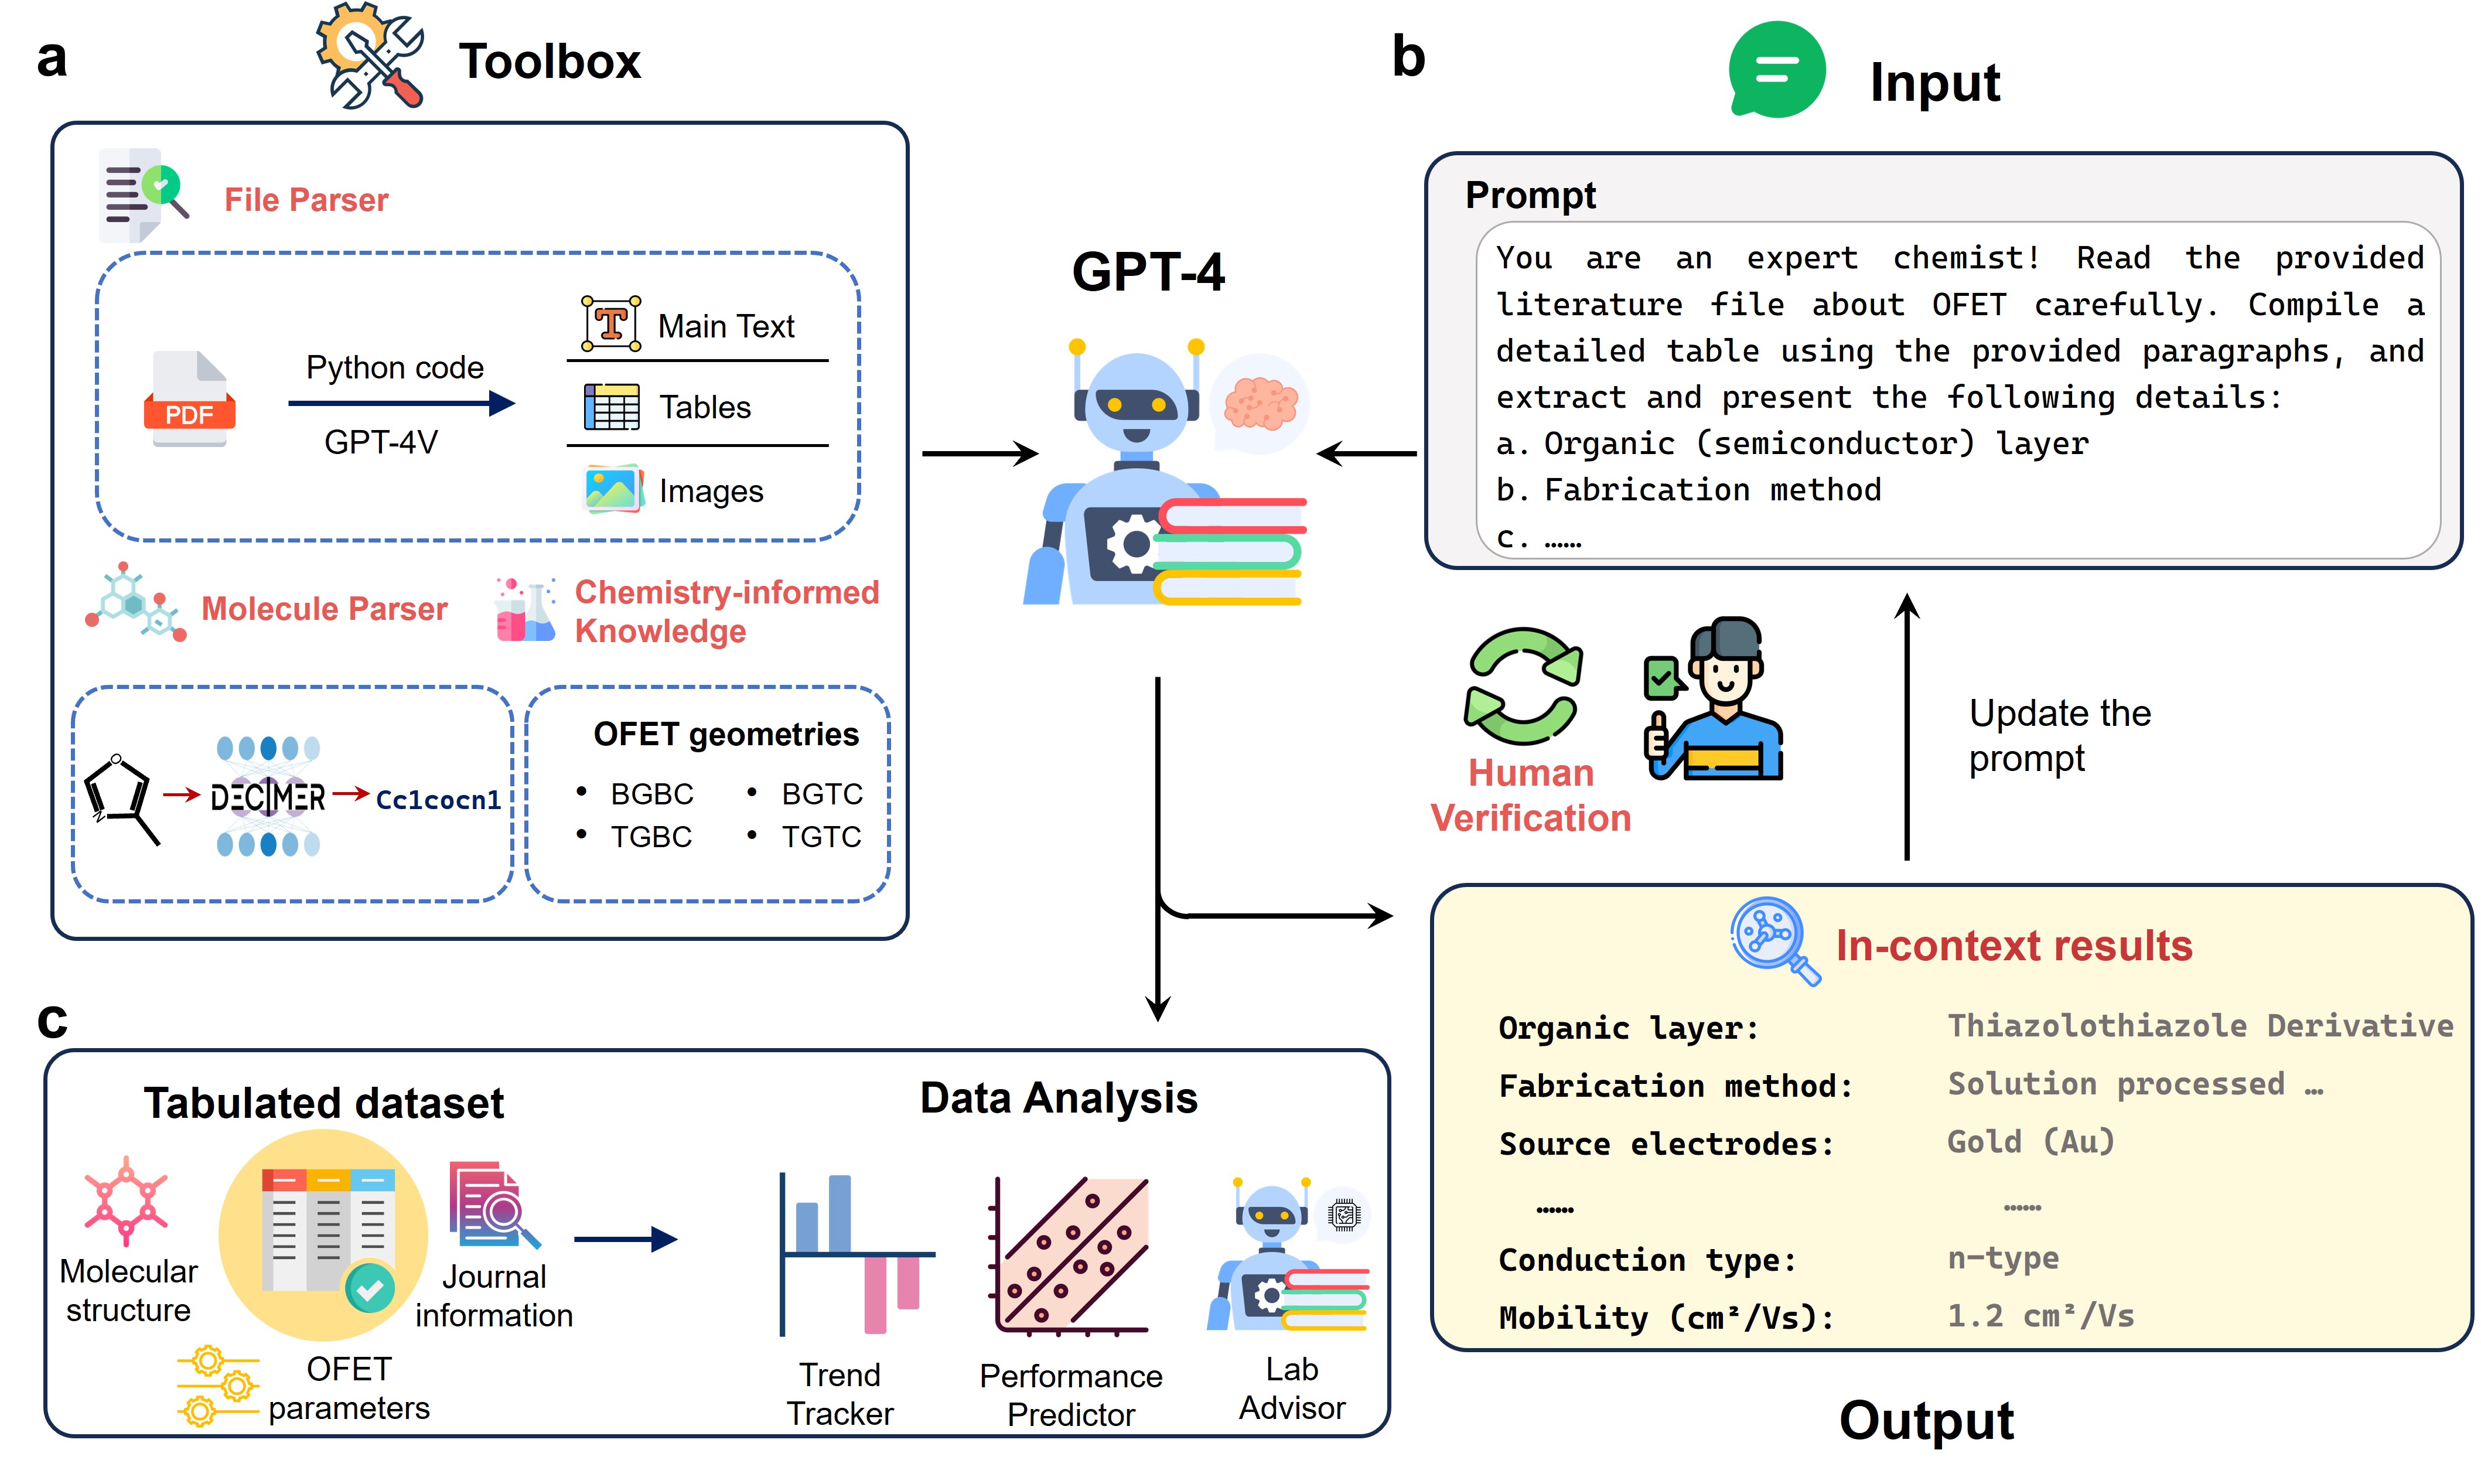 a
Toolbox
File Parser
PDF
Python code
GPT-4V
Main Text
Tables
Images
Molecule Parser
Chemistry-informed
Knowledge
O
N
DECIMER
Cc1cocn1
OFET geometries
• BGBC
• BGTC
• TGBC
• TGTC
GPT-4
b
Input
Prompt
You are an expert chemist! Read the provided
literature file about OFET carefully. Compile a
detailed table using the provided paragraphs, and
extract and present the following details:
a. Organic (semiconductor) layer
b. Fabrication method
c. ……
Human
Verification
Update the
prompt
In-context results
Organic layer: Thiazolothiazole Derivative
Fabrication method: Solution processed …
Source electrodes: Gold (Au)
…… ……
Conduction type: n-type
Mobility (cm²/Vs): 1.2 cm²/Vs
Output
c
Tabulated dataset
Molecular
structure
Journal
information
OFET
parameters
Data Analysis
Trend
Tracker
Performance
Predictor
Lab
Advisor